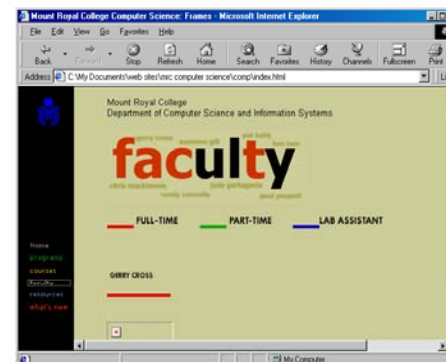 Mount Royal College Computer Science: Frames - Microsoft Internet Explorer
File Edit View Go Favorites Help
Back Forward Stop Refresh Home Search Favorites History Channels Fullscreen Print
Address C:\My Documents\web sites\mrc computer science\comp\index.html
Mount Royal College
Department of Computer Science and Information Systems
faculty
FULL-TIME PART-TIME LAB ASSISTANT
home
programs
courses
faculty
resources
what's new
GERRY CROSS
My Computer